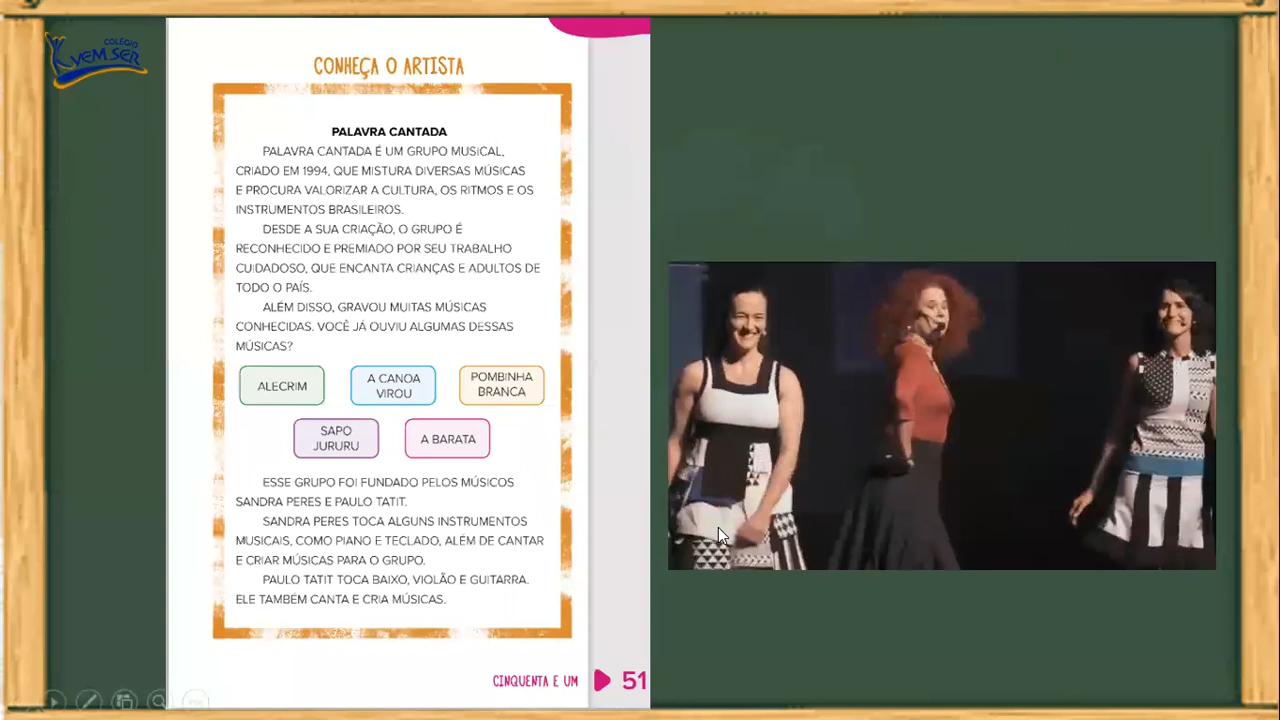 COLÉGIO
VEM SER
CONHEÇA O ARTISTA
PALAVRA CANTADA
PALAVRA CANTADA É UM GRUPO MUSICAL,
CRIADO EM 1994, QUE MISTURA DIVERSAS MÚSICAS
E PROCURA VALORIZAR A CULTURA, OS RITMOS E OS
INSTRUMENTOS BRASILEIROS.
DESDE A SUA CRIAÇÃO, O GRUPO É
RECONHECIDO E PREMIADO POR SEU TRABALHO
CUIDADOSO, QUE ENCANTA CRIANÇAS E ADULTOS DE
TODO O PAÍS.
ALÉM DISSO, GRAVOU MUITAS MÚSICAS
CONHECIDAS. VOCÊ JÁ OUVIU ALGUMAS DESSAS
MÚSICAS?
ALECRIM
A CANOA
VIROU
POMBINHA
BRANCA
SAPO
JURURU
A BARATA
ESSE GRUPO FOI FUNDADO PELOS MÚSICOS
SANDRA PERES E PAULO TATIT.
SANDRA PERES TOCA ALGUNS INSTRUMENTOS
MUSICAIS, COMO PIANO E TECLADO, ALÉM DE CANTAR
E CRIAR MÚSICAS PARA O GRUPO.
PAULO TATIT TOCA BAIXO, VIOLÃO E GUITARRA.
ELE TAMBÉM CANTA E CRIA MÚSICAS.
CINQUENTA E UM 51